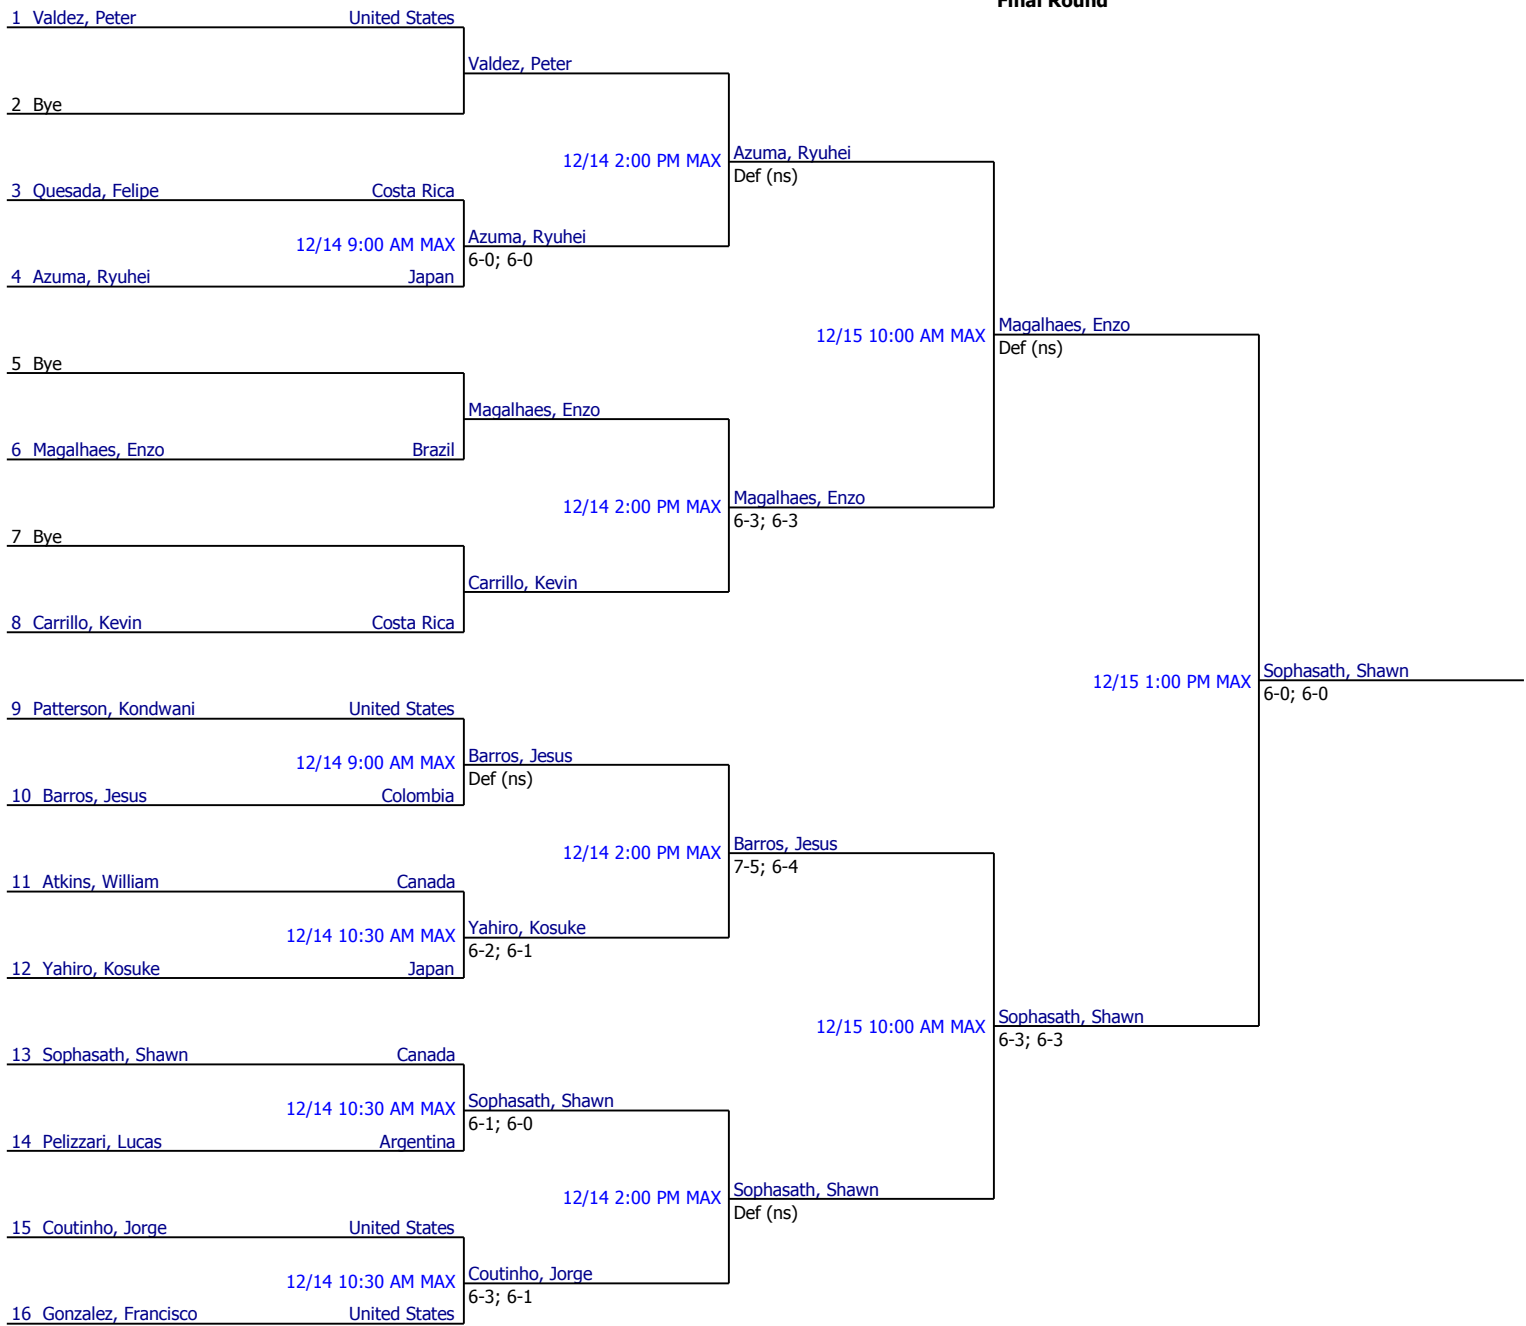 Final Round
1 Valdez, Peter United States
Valdez, Peter
2 Bye
12/14 2:00 PM MAX Azuma, Ryuhei
Def (ns)
3 Quesada, Felipe Costa Rica
12/14 9:00 AM MAX Azuma, Ryuhei
6-0; 6-0
4 Azuma, Ryuhei Japan
12/15 10:00 AM MAX Magalhaes, Enzo
Def (ns)
5 Bye
Magalhaes, Enzo
6 Magalhaes, Enzo Brazil
12/14 2:00 PM MAX Magalhaes, Enzo
6-3; 6-3
7 Bye
Carrillo, Kevin
8 Carrillo, Kevin Costa Rica
12/15 1:00 PM MAX Sophasath, Shawn
6-0; 6-0
9 Patterson, Kondwani United States
12/14 9:00 AM MAX Barros, Jesus
Def (ns)
10 Barros, Jesus Colombia
12/14 2:00 PM MAX Barros, Jesus
7-5; 6-4
11 Atkins, William Canada
12/14 10:30 AM MAX Yahiro, Kosuke
6-2; 6-1
12 Yahiro, Kosuke Japan
12/15 10:00 AM MAX Sophasath, Shawn
6-3; 6-3
13 Sophasath, Shawn Canada
12/14 10:30 AM MAX Sophasath, Shawn
6-1; 6-0
14 Pelizzari, Lucas Argentina
12/14 2:00 PM MAX Sophasath, Shawn
Def (ns)
15 Coutinho, Jorge United States
12/14 10:30 AM MAX Coutinho, Jorge
6-3; 6-1
16 Gonzalez, Francisco United States